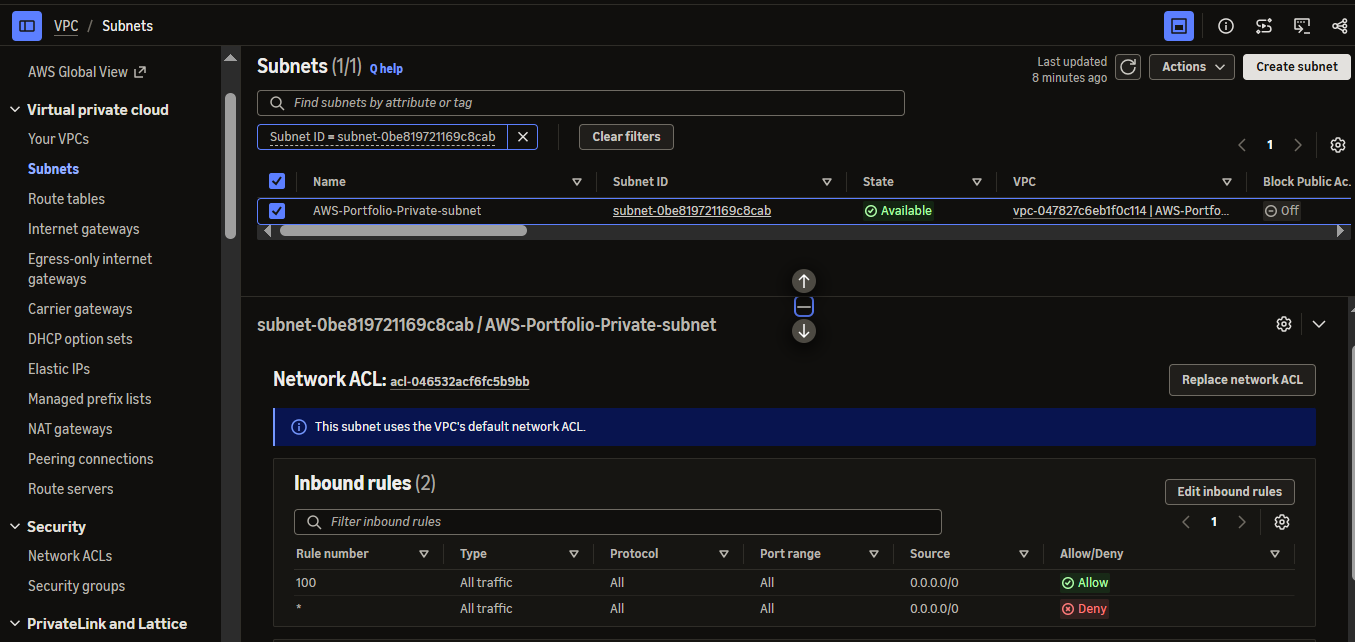 VPC / Subnets
AWS Global View
Virtual private cloud
Your VPCs
Subnets
Route tables
Internet gateways
Egress-only internet
gateways
Carrier gateways
DHCP option sets
Elastic IPs
Managed prefix lists
NAT gateways
Peering connections
Route servers
Security
Network ACLs
Security groups
PrivateLink and Lattice
Subnets (1/1) Q help
Last updated
8 minutes ago
Actions
Create subnet
Find subnets by attribute or tag
Subnet ID = subnet-0be819721169c8cab
Clear filters
1
Name Subnet ID State VPC Block Public Ac.
AWS-Portfolio-Private-subnet subnet-0be819721169c8cab Available vpc-047827c6eb1f0c114 | AWS-Portfo... Off
subnet-0be819721169c8cab / AWS-Portfolio-Private-subnet
Network ACL: acl-046532acf6fc5b9bb
Replace network ACL
This subnet uses the VPC's default network ACL.
Inbound rules (2)
Edit inbound rules
Filter inbound rules
1
Rule number Type Protocol Port range Source Allow/Deny
100 All traffic All All 0.0.0.0/0 Allow
* All traffic All All 0.0.0.0/0 Deny